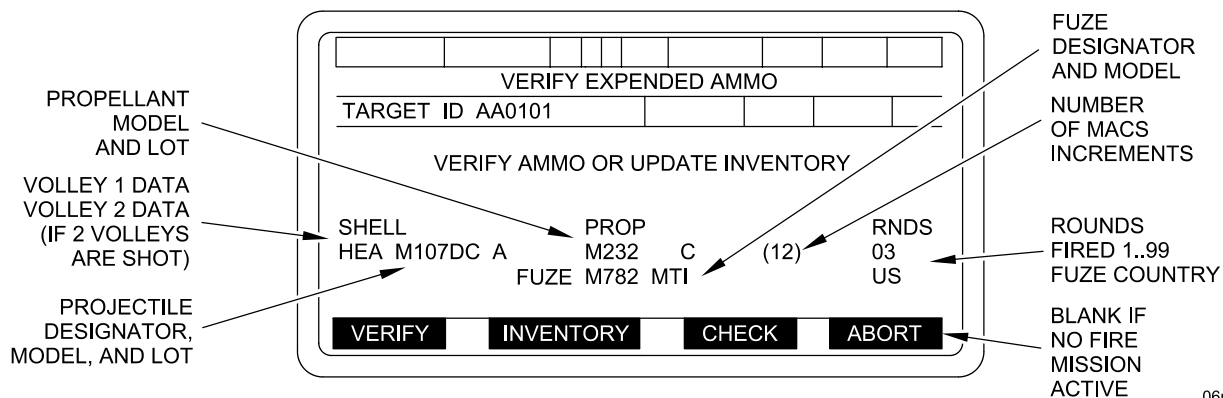 FUZE
DESIGNATOR
AND MODEL
NUMBER
OF MACS
INCREMENTS
ROUNDS
FIRED 1..99
FUZE COUNTRY
BLANK IF
NO FIRE
MISSION
ACTIVE
PROPELLANT
MODEL
AND LOT
VOLLEY 1 DATA
VOLLEY 2 DATA
(IF 2 VOLLEYS
ARE SHOT)
PROJECTILE
DESIGNATOR,
MODEL, AND LOT
VERIFY EXPENDED AMMO
TARGET ID AA0101
VERIFY AMMO OR UPDATE INVENTORY
SHELL PROP RNDS
HEA M107DC A M232 C (12) 03
FUZE M782 MTI US
VERIFY INVENTORY CHECK ABORT